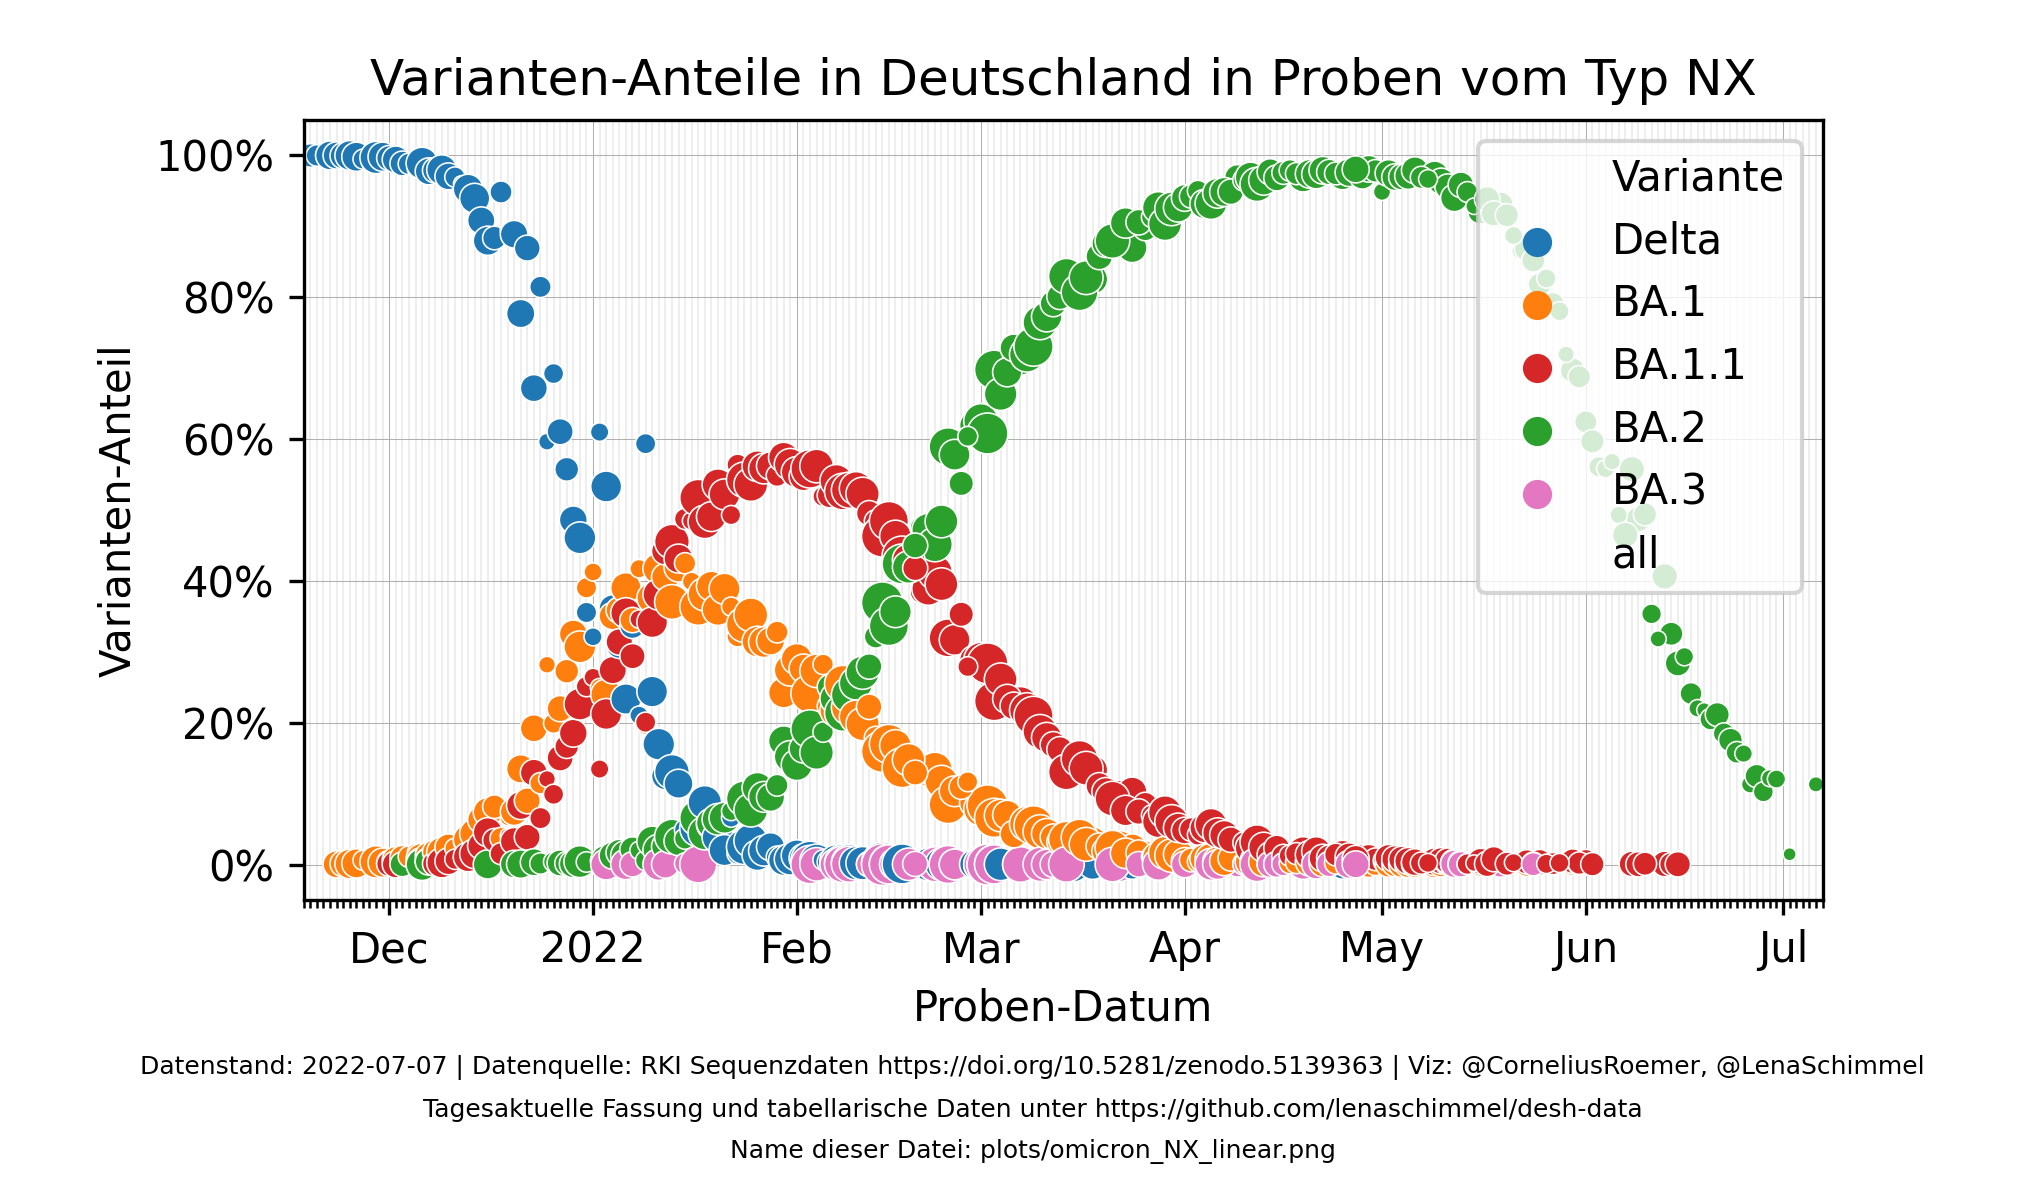 Varianten-Anteile in Deutschland in Proben vom Typ NX
Varianten-Anteil
100%
80%
60%
40%
20%
0%
Variante
Delta
BA.1
BA.1.1
BA.2
BA.3
all
Dec
2022
Feb
Mar
Apr
May
Jun
Jul
Proben-Datum
Datenstand: 2022-07-07 | Datenquelle: RKI Sequenzdaten https://doi.org/10.5281/zenodo.5139363 | Viz: @CorneliusRoemer, @LenaSchimmel
Tagesaktuelle Fassung und tabellarische Daten unter https://github.com/lenaschimmel/desh-data
Name dieser Datei: plots/omicron_NX_linear.png